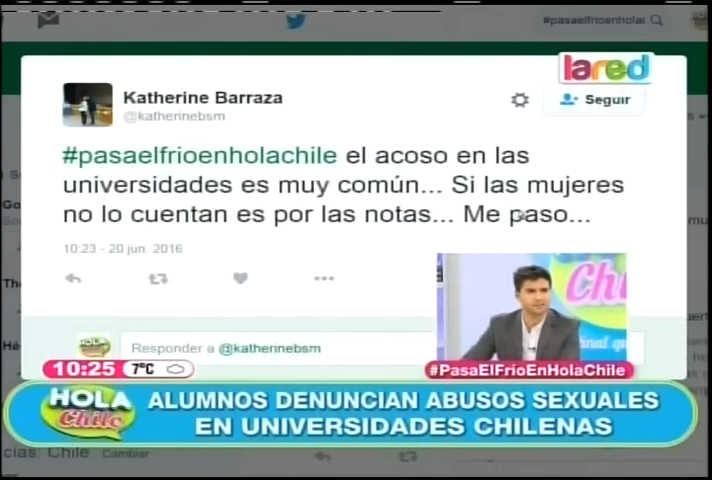 #pasaelfrioenholar
lared
Katherine Barraza
@katherinebsm
Seguir
#pasaelfrioenholachile el acoso en las
universidades es muy común... Si las mujeres
no lo cuentan es por las notas... Me paso...
10:23 - 20 jun. 2016
Responder a @katherinebsm
10:25 7°C
#PasaElFrioEnHolaChile
HOLA
Chile
ALUMNOS DENUNCIAN ABUSOS SEXUALES
EN UNIVERSIDADES CHILENAS
cias: Chile Cambiar